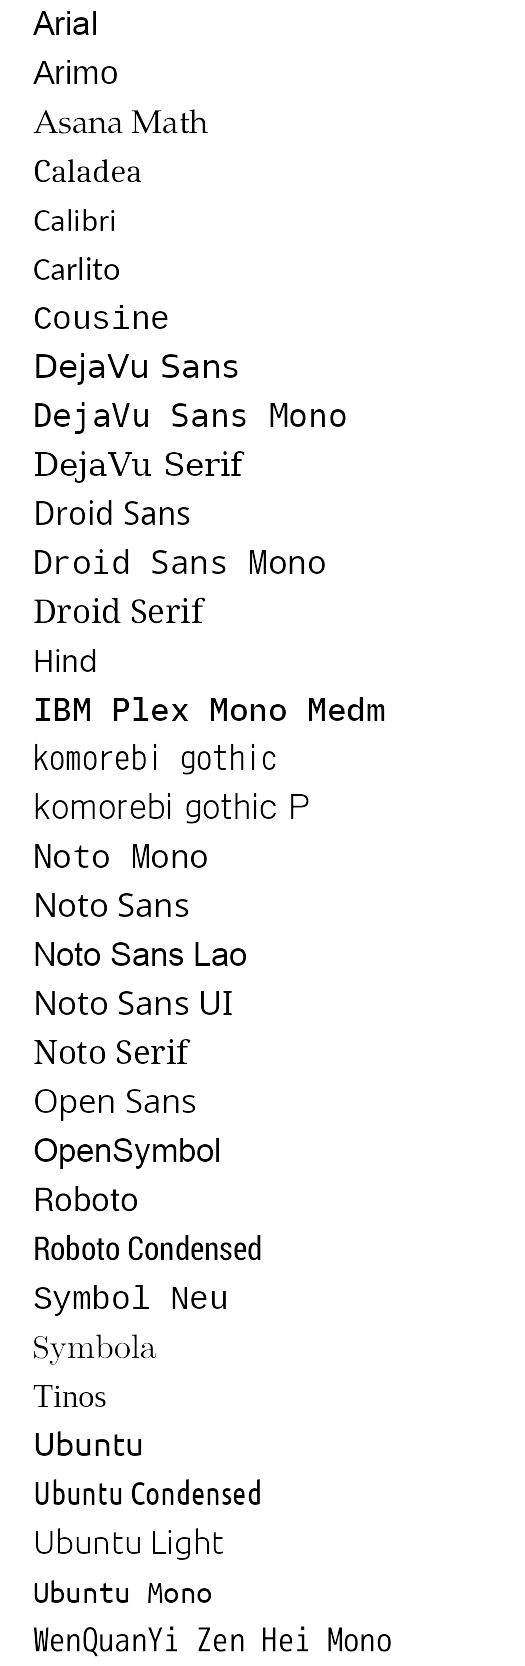 Arial
Arimo
Asana Math
Caladea
Calibri
Carlito
Cousine
DejaVu Sans
DejaVu Sans Mono
DejaVu Serif
Droid Sans
Droid Sans Mono
Droid Serif
Hind
IBM Plex Mono Medm
komorebi gothic
komorebi gothic P
Noto Mono
Noto Sans
Noto Sans Lao
Noto Sans UI
Noto Serif
Open Sans
OpenSymbol
Roboto
Roboto Condensed
Symbol Neu
Symbola
Tinos
Ubuntu
Ubuntu Condensed
Ubuntu Light
Ubuntu Mono
WenQuanYi Zen Hei Mono